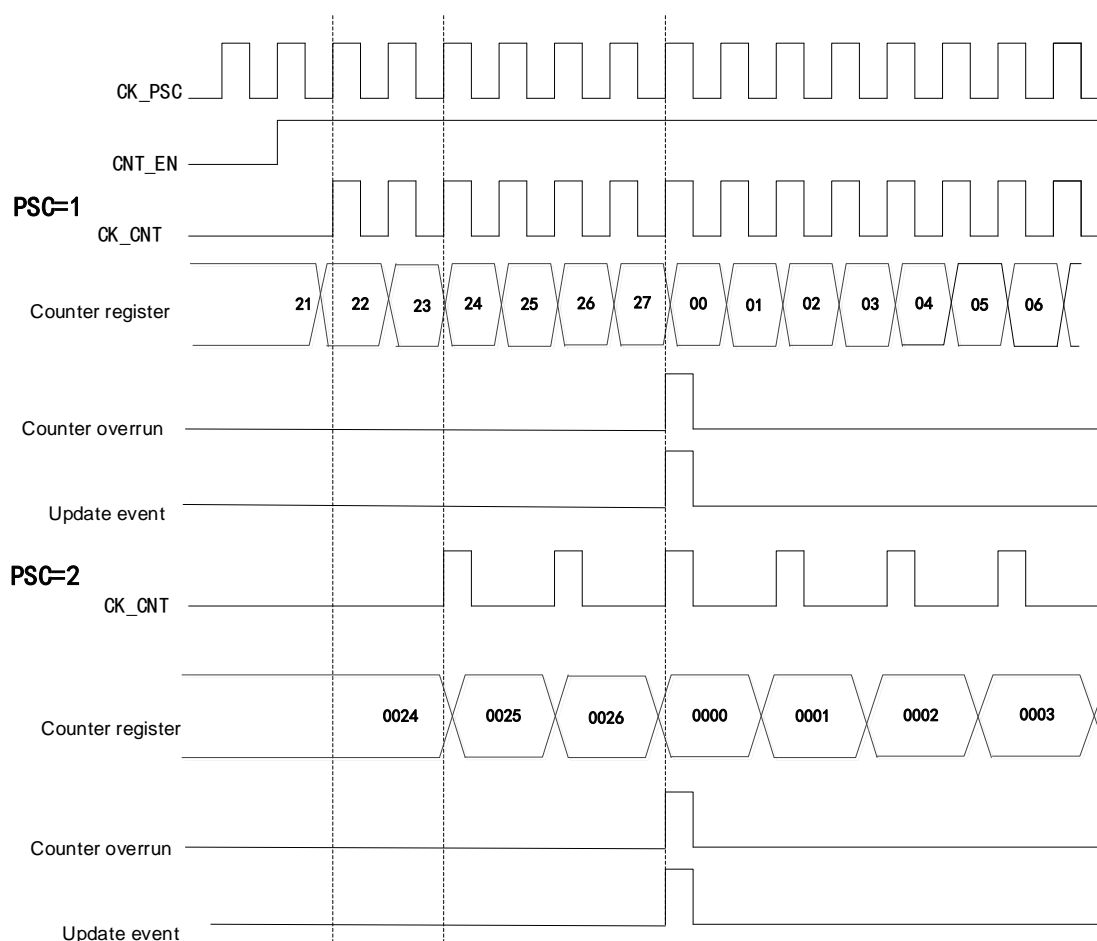 CK_PSC
CNT_EN
PSC=1
CK_CNT
Counter register 21 22 23 24 25 26 27 00 01 02 03 04 05 06
Counter overrun
Update event
PSC=2
CK_CNT
Counter register 0024 0025 0026 0000 0001 0002 0003
Counter overrun
Update event